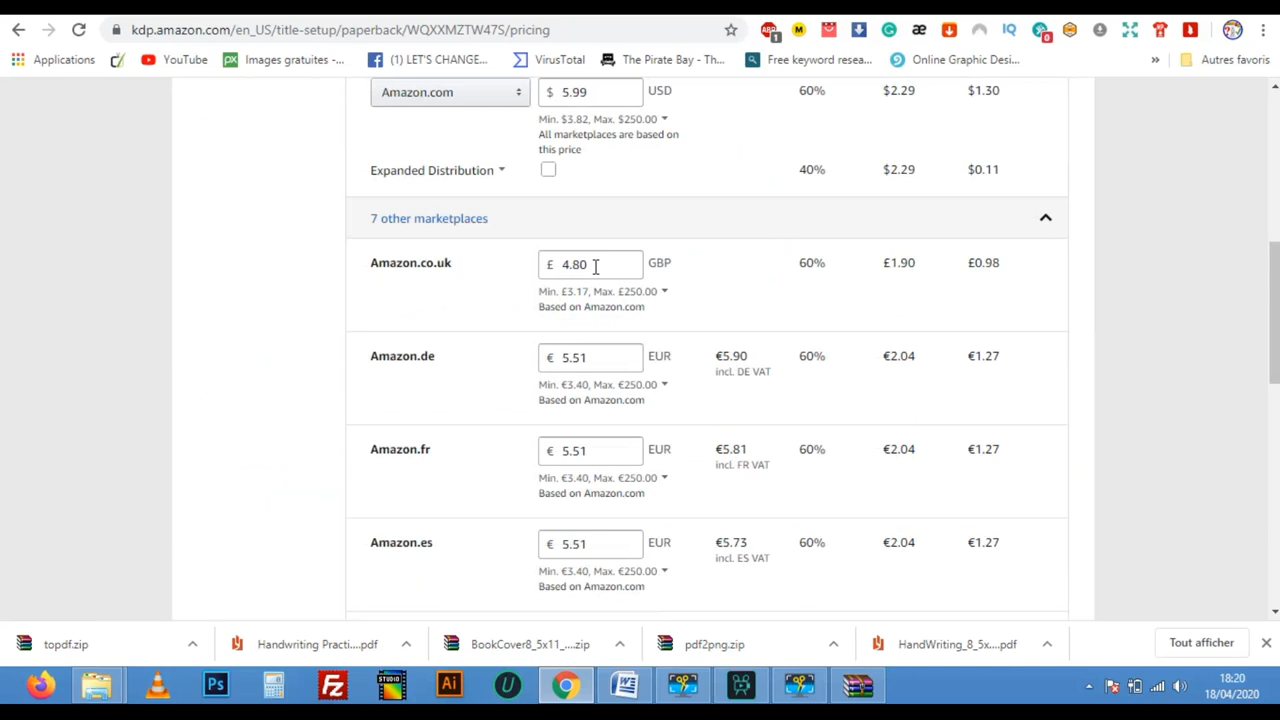 kdp.amazon.com/en_US/title-setup/paperback/WQXXMZTW47S/pricing
1
0
Applications
YouTube
Images gratuites -...
(1) LET'S CHANGE...
VirusTotal
The Pirate Bay - Th...
Free keyword resea...
Online Graphic Desi...
»
Autres favoris
Amazon.com
$ 5.99
USD
60%
$2.29
$1.30
Min. $3.82, Max. $250.00
All marketplaces are based on
this price
Expanded Distribution
40%
$2.29
$0.11
7 other marketplaces
Amazon.co.uk
£ 4.80
GBP
60%
£1.90
£0.98
Min. £3.17, Max. £250.00
Based on Amazon.com
Amazon.de
€ 5.51
EUR
€5.90
incl. DE VAT
60%
€2.04
€1.27
Min. €3.40, Max. €250.00
Based on Amazon.com
Amazon.fr
€ 5.51
EUR
€5.81
incl. FR VAT
60%
€2.04
€1.27
Min. €3.40, Max. €250.00
Based on Amazon.com
Amazon.es
€ 5.51
EUR
€5.73
incl. ES VAT
60%
€2.04
€1.27
Min. €3.40, Max. €250.00
Based on Amazon.com
topdf.zip
Handwriting Practi....pdf
BookCover8_5x11_....zip
pdf2png.zip
HandWriting_8_5x....pdf
Tout afficher
Ps
STUDIO
Ai
18:20
18/04/2020